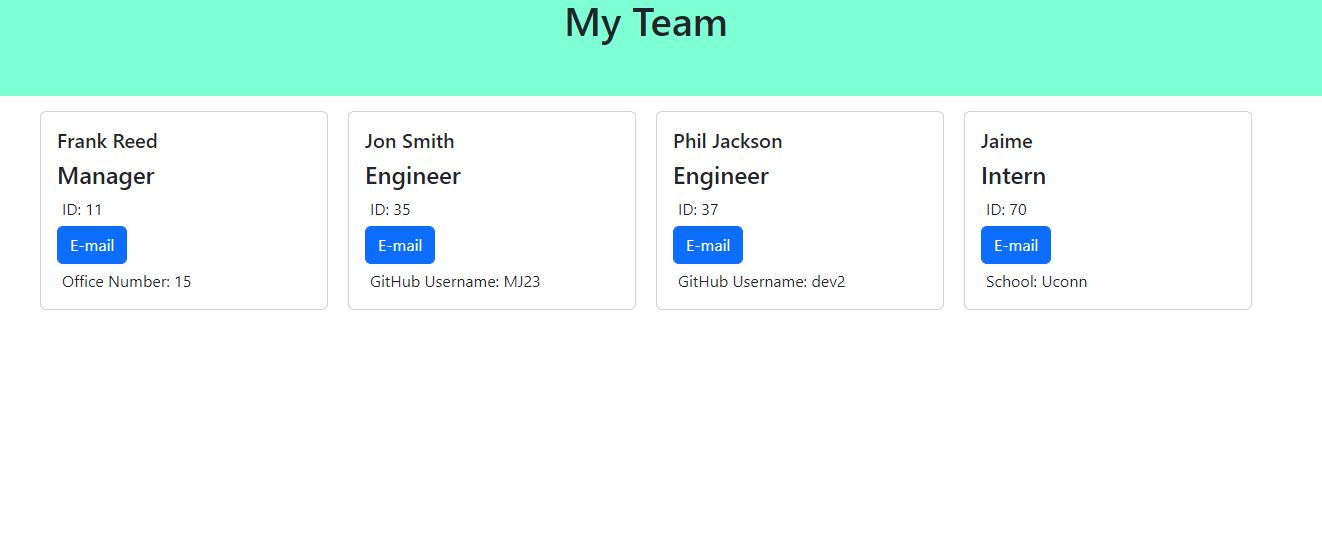 My Team
Frank Reed
Manager
ID: 11
E-mail
Office Number: 15
Jon Smith
Engineer
ID: 35
E-mail
GitHub Username: MJ23
Phil Jackson
Engineer
ID: 37
E-mail
GitHub Username: dev2
Jaime
Intern
ID: 70
E-mail
School: Uconn